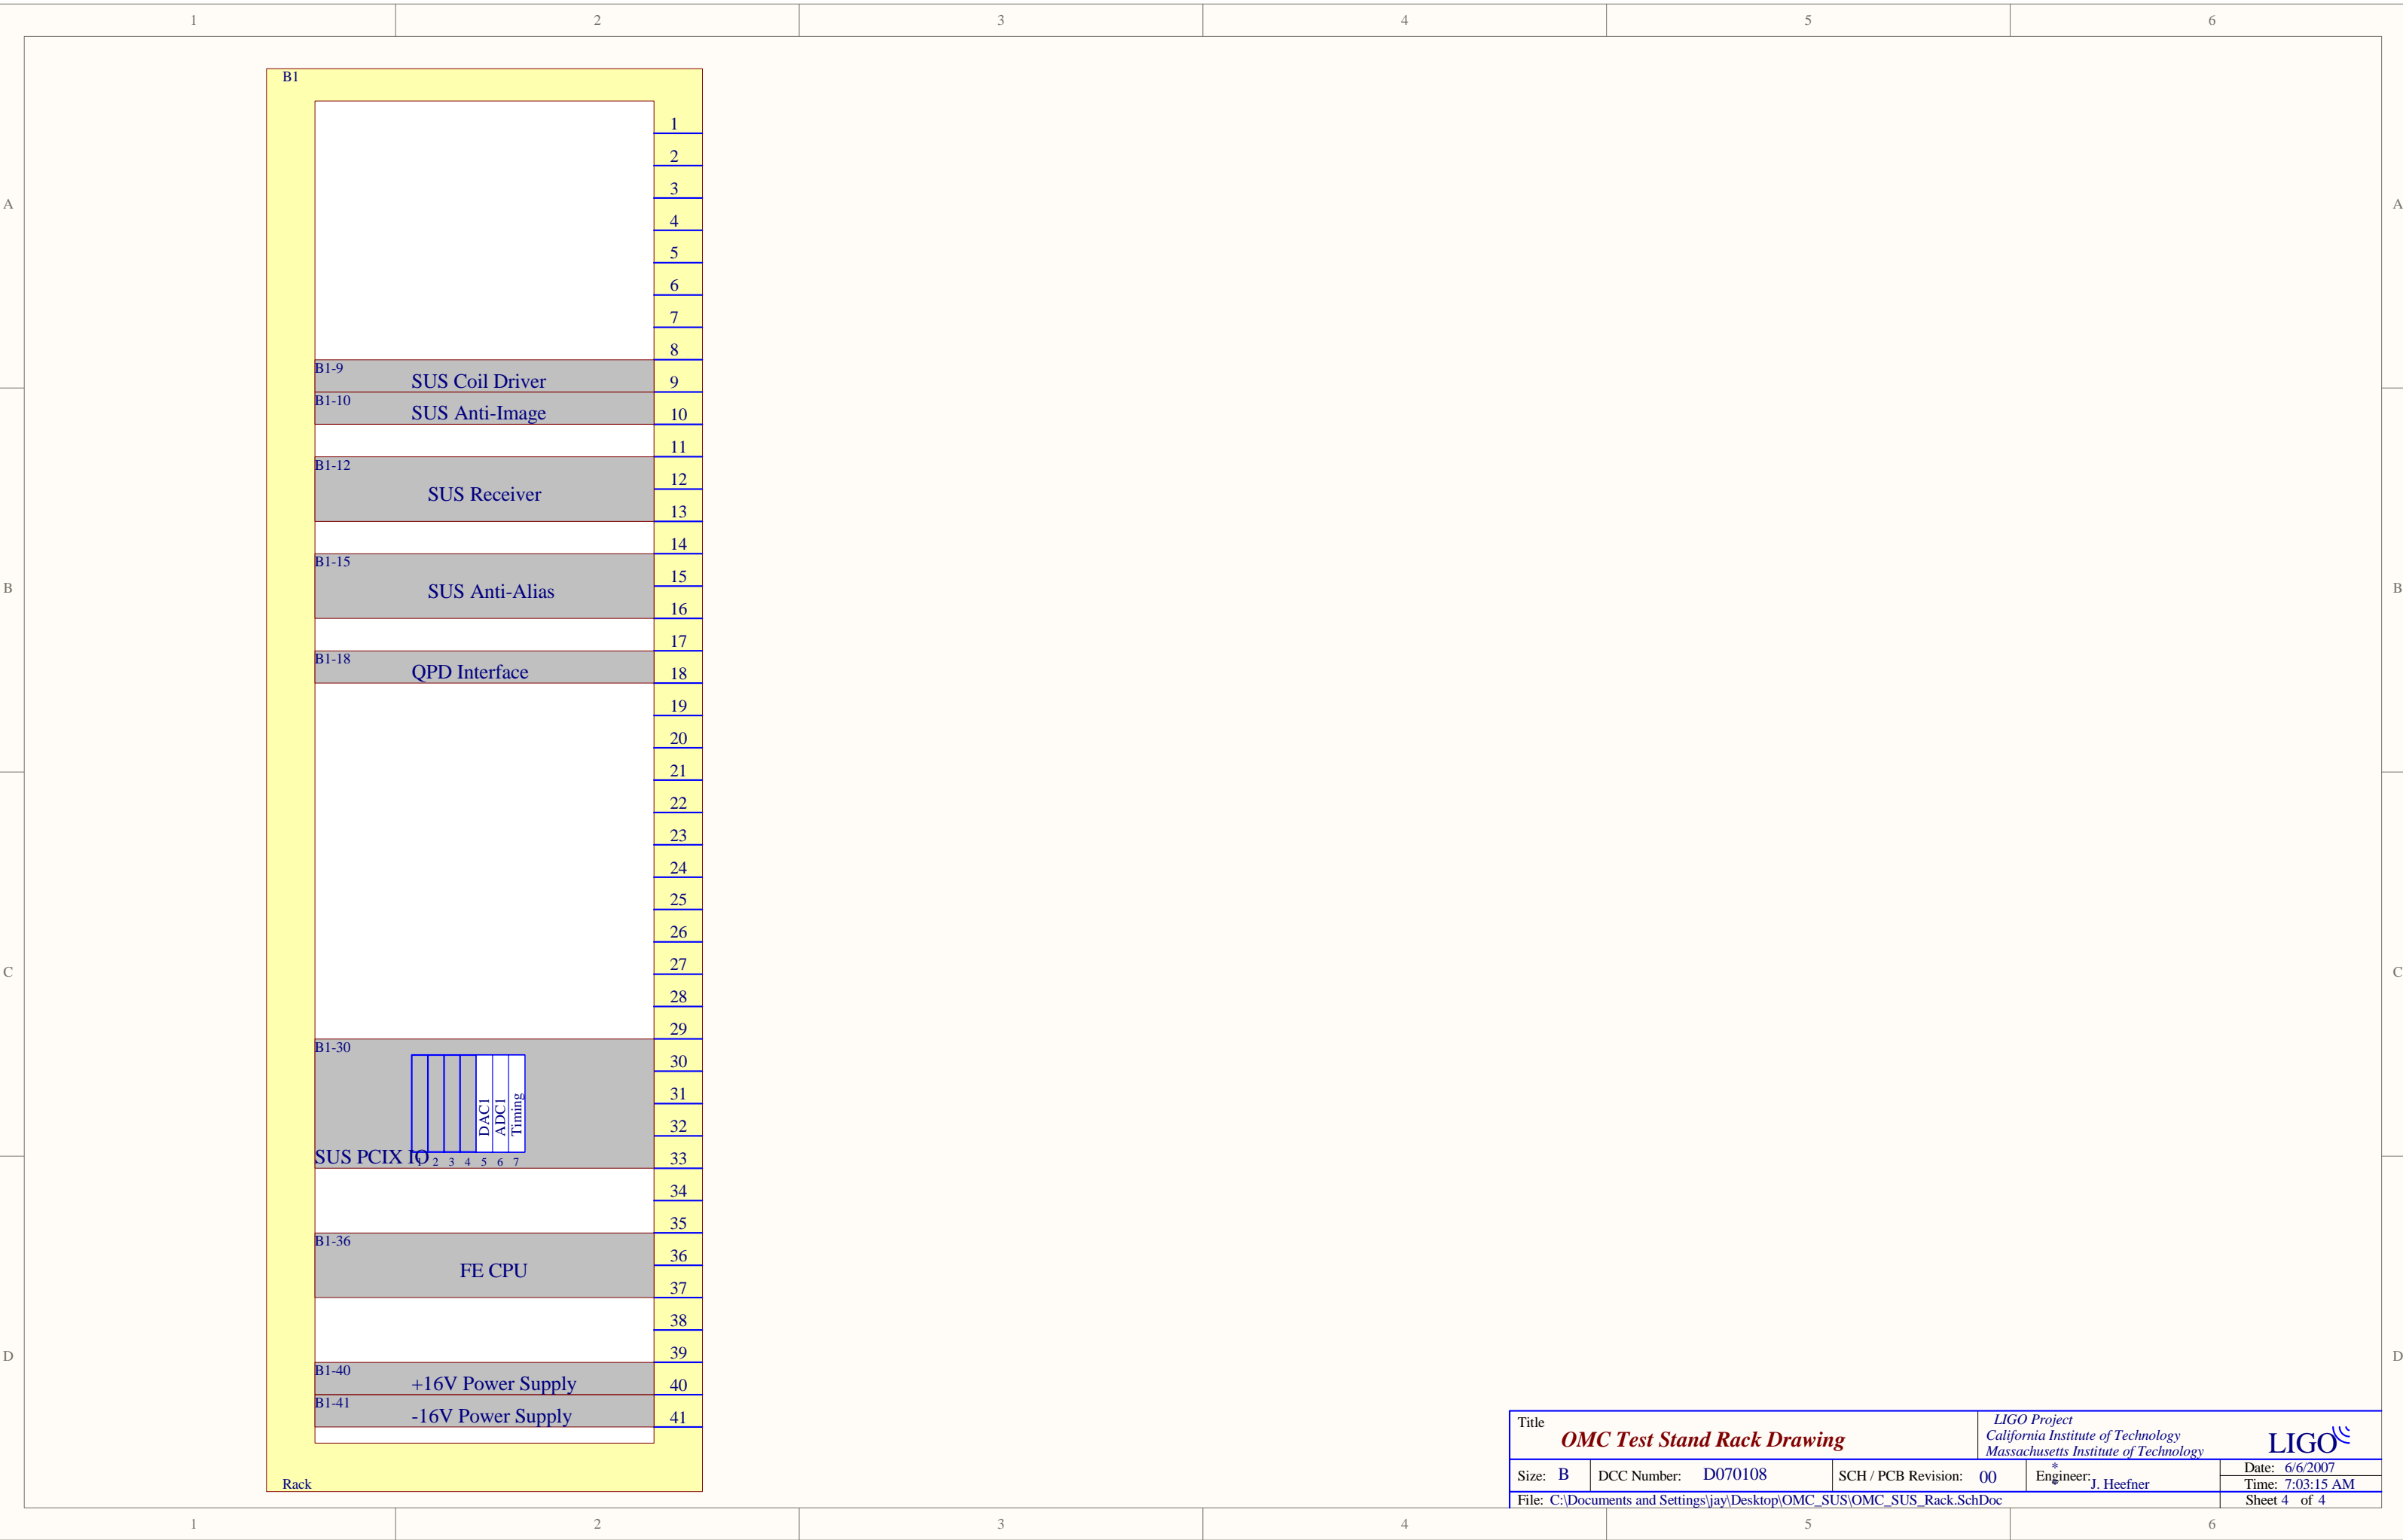 1 2 3 4 5 6
B1
1
2
3
4
5
6
7
8
B1-9 SUS Coil Driver 9
B1-10 SUS Anti-Image 10
11
B1-12 SUS Receiver 12
13
14
B1-15 SUS Anti-Alias 15
16
17
B1-18 QPD Interface 18
19
20
21
22
23
24
25
26
27
28
29
B1-30 30
31
32
33
DAC1
ADC1
Timing
SUS PCIX IO
1 2 3 4 5 6 7
34
35
B1-36 FE CPU 36
37
38
39
B1-40 +16V Power Supply 40
B1-41 -16V Power Supply 41
Rack
A A
B B
C C
D D
Title
OMC Test Stand Rack Drawing
LIGO Project
California Institute of Technology
Massachusetts Institute of Technology
LIGO
Size: B
DCC Number: D070108
SCH / PCB Revision: 00
*
Engineer: J. Heefner
*
Date: 6/6/2007
Time: 7:03:15 AM
File: C:\Documents and Settings\jay\Desktop\OMC_SUS\OMC_SUS_Rack.SchDoc
Sheet 4 of 4
1 2 3 4 5 6